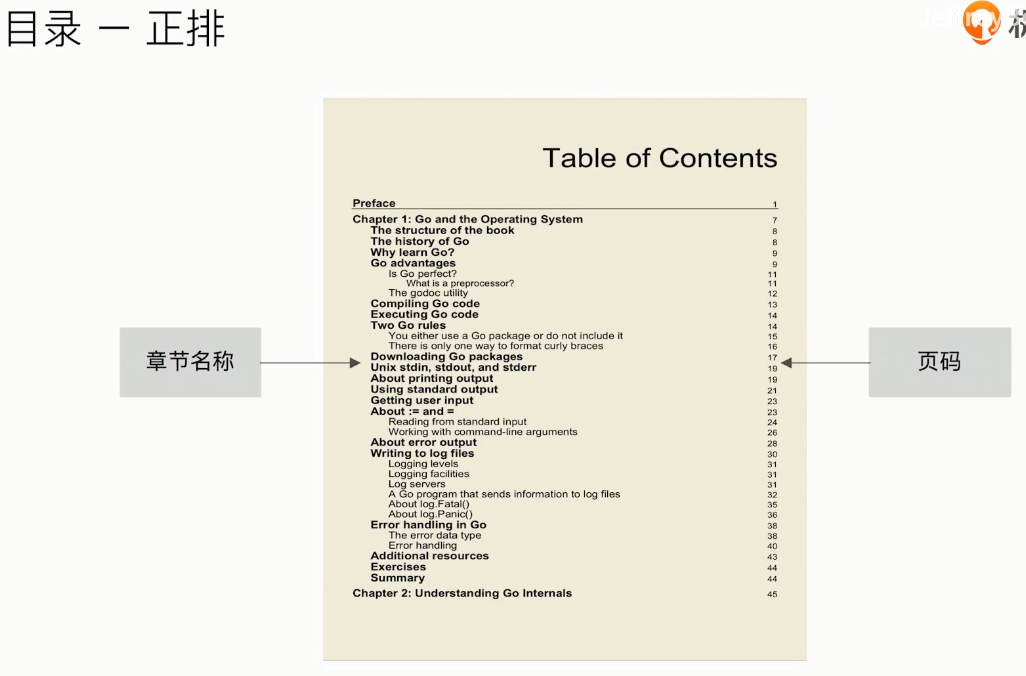 目录 — 正排
Table of Contents
Preface 1
Chapter 1: Go and the Operating System 7
The structure of the book 8
The history of Go 8
Why learn Go? 9
Go advantages 9
Is Go perfect? 11
What is a preprocessor? 11
The godoc utility 12
Compiling Go code 13
Executing Go code 14
Two Go rules 14
You either use a Go package or do not include it 15
There is only one way to format curly braces 16
Downloading Go packages 17
Unix stdin, stdout, and stderr 19
About printing output 19
Using standard output 21
Getting user input 23
About := and = 23
Reading from standard input 24
Working with command-line arguments 26
About error output 28
Writing to log files 30
Logging levels 31
Logging facilities 31
Log servers 31
A Go program that sends information to log files 32
About log.Fatal() 35
About log.Panic() 36
Error handling in Go 38
The error data type 38
Error handling 40
Additional resources 43
Exercises 44
Summary 44
Chapter 2: Understanding Go Internals 45
章节名称
页码